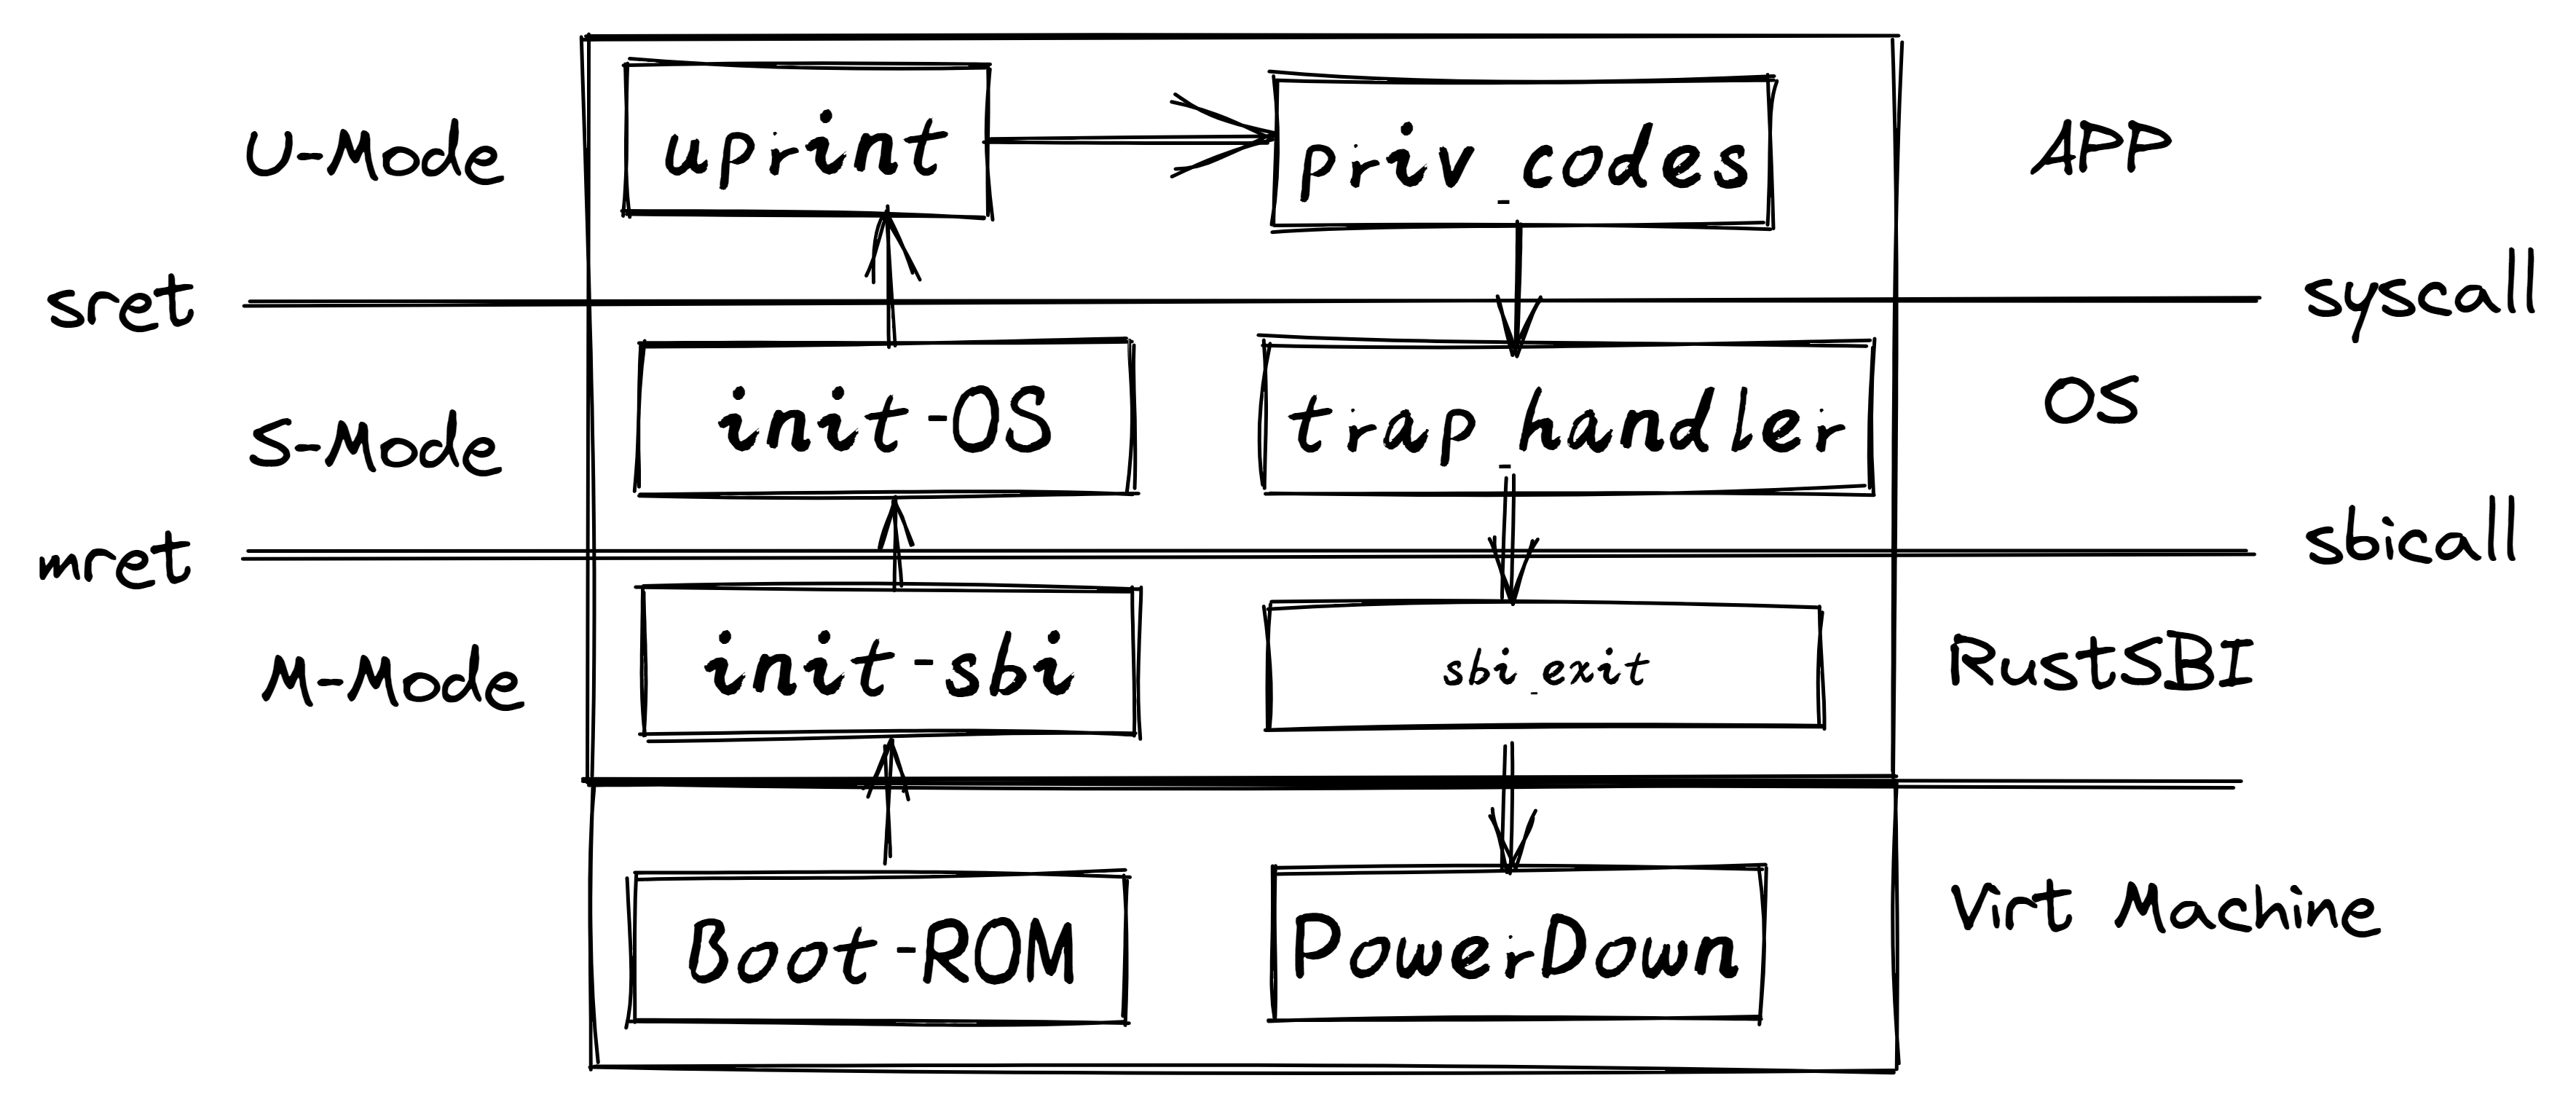 U-Mode
uprint
priv_codes
APP
sret
syscall
S-Mode
init-OS
trap_handler
OS
mret
sbicall
M-Mode
init-sbi
sbi_exit
RustSBI
Boot-ROM
PowerDown
Virt Machine